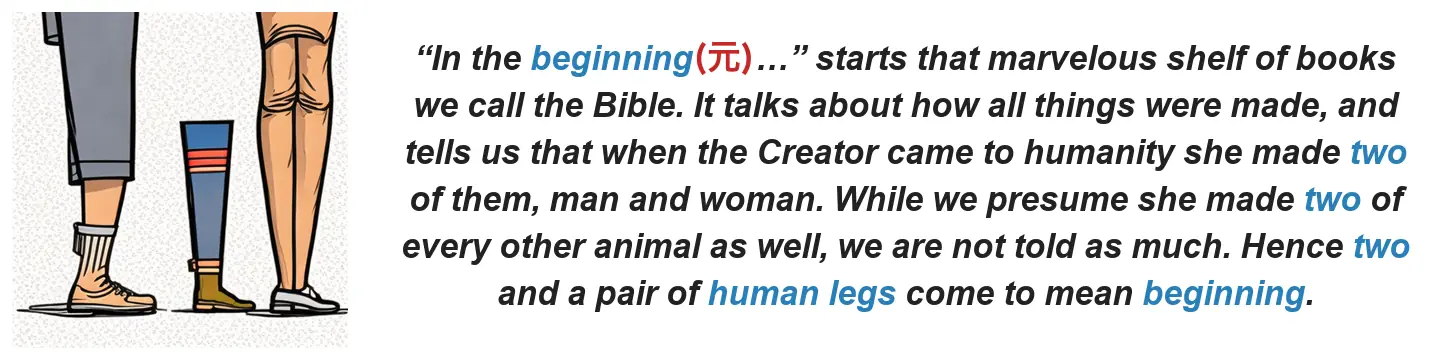 “In the beginning(元)…” starts that marvelous shelf of books
we call the Bible. It talks about how all things were made, and
tells us that when the Creator came to humanity she made two
of them, man and woman. While we presume she made two of
every other animal as well, we are not told as much. Hence two
and a pair of human legs come to mean beginning.